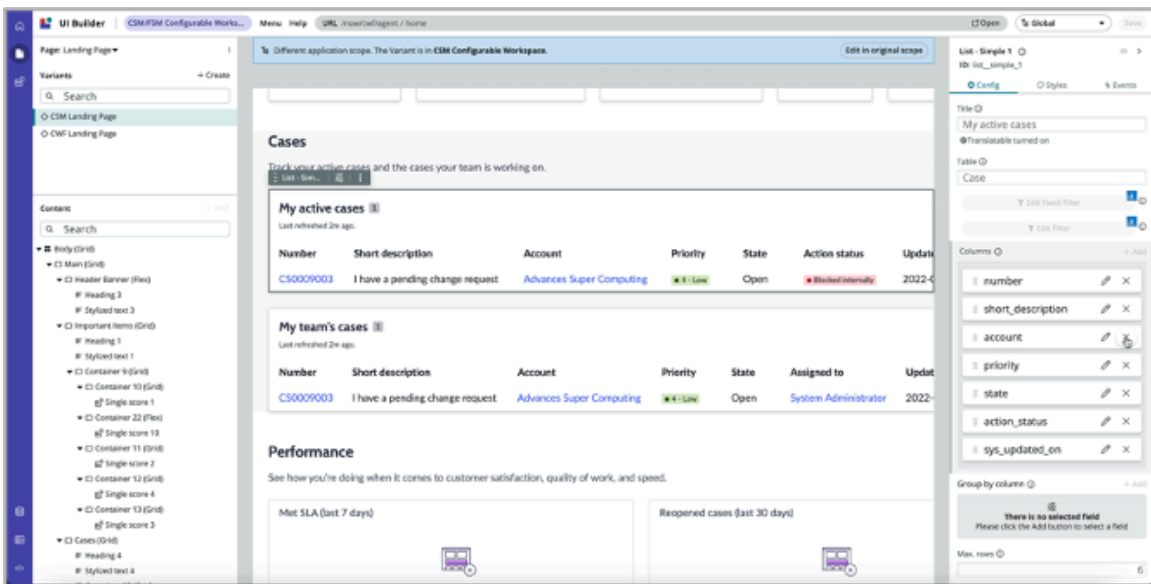 UI Builder
CSM/FSM Configurable Works...
Menu Help
URL /now/cwf/agent / home
Open
Global
Save
Page: Landing Page
Variants
+ Create
Search
CSM Landing Page
CWF Landing Page
Content
+ Add
Search
Body (Grid)
Main (Grid)
Header Banner (Flex)
Heading 3
Stylized text 3
Important Items (Grid)
Heading 1
Stylized text 1
Container 9 (Grid)
Container 10 (Grid)
Single score 1
Container 22 (Flex)
Single score 10
Container 11 (Grid)
Single score 2
Container 12 (Grid)
Single score 4
Container 13 (Grid)
Single score 3
Cases (Grid)
Heading 4
Stylized text 4
Different application scope. The Variant is in CSM Configurable Workspace.
Edit in original scope
Cases
Track your active cases and the cases your team is working on.
List - Sim...
My active cases 1
Last refreshed 2m ago.
Number Short description Account Priority State Action status Update
CS0009003 I have a pending change request Advances Super Computing 4 - Low Open Blocked internally 2022-0
My team's cases 1
Last refreshed 2m ago.
Number Short description Account Priority State Assigned to Updat
CS0009003 I have a pending change request Advances Super Computing 4 - Low Open System Administrator 2022-
Performance
See how you're doing when it comes to customer satisfaction, quality of work, and speed.
Met SLA (last 7 days)
Reopened cases (last 30 days)
List - Simple 1
ID: list_simple_1
Config
Styles
Events
Title
My active cases
Translatable turned on
Table
Case
Edit fixed filter
Edit filter
Columns
+ Add
number
short_description
account
priority
state
action_status
sys_updated_on
Group by column
+ Add
There is no selected field
Please click the Add button to select a field
Max. rows
6